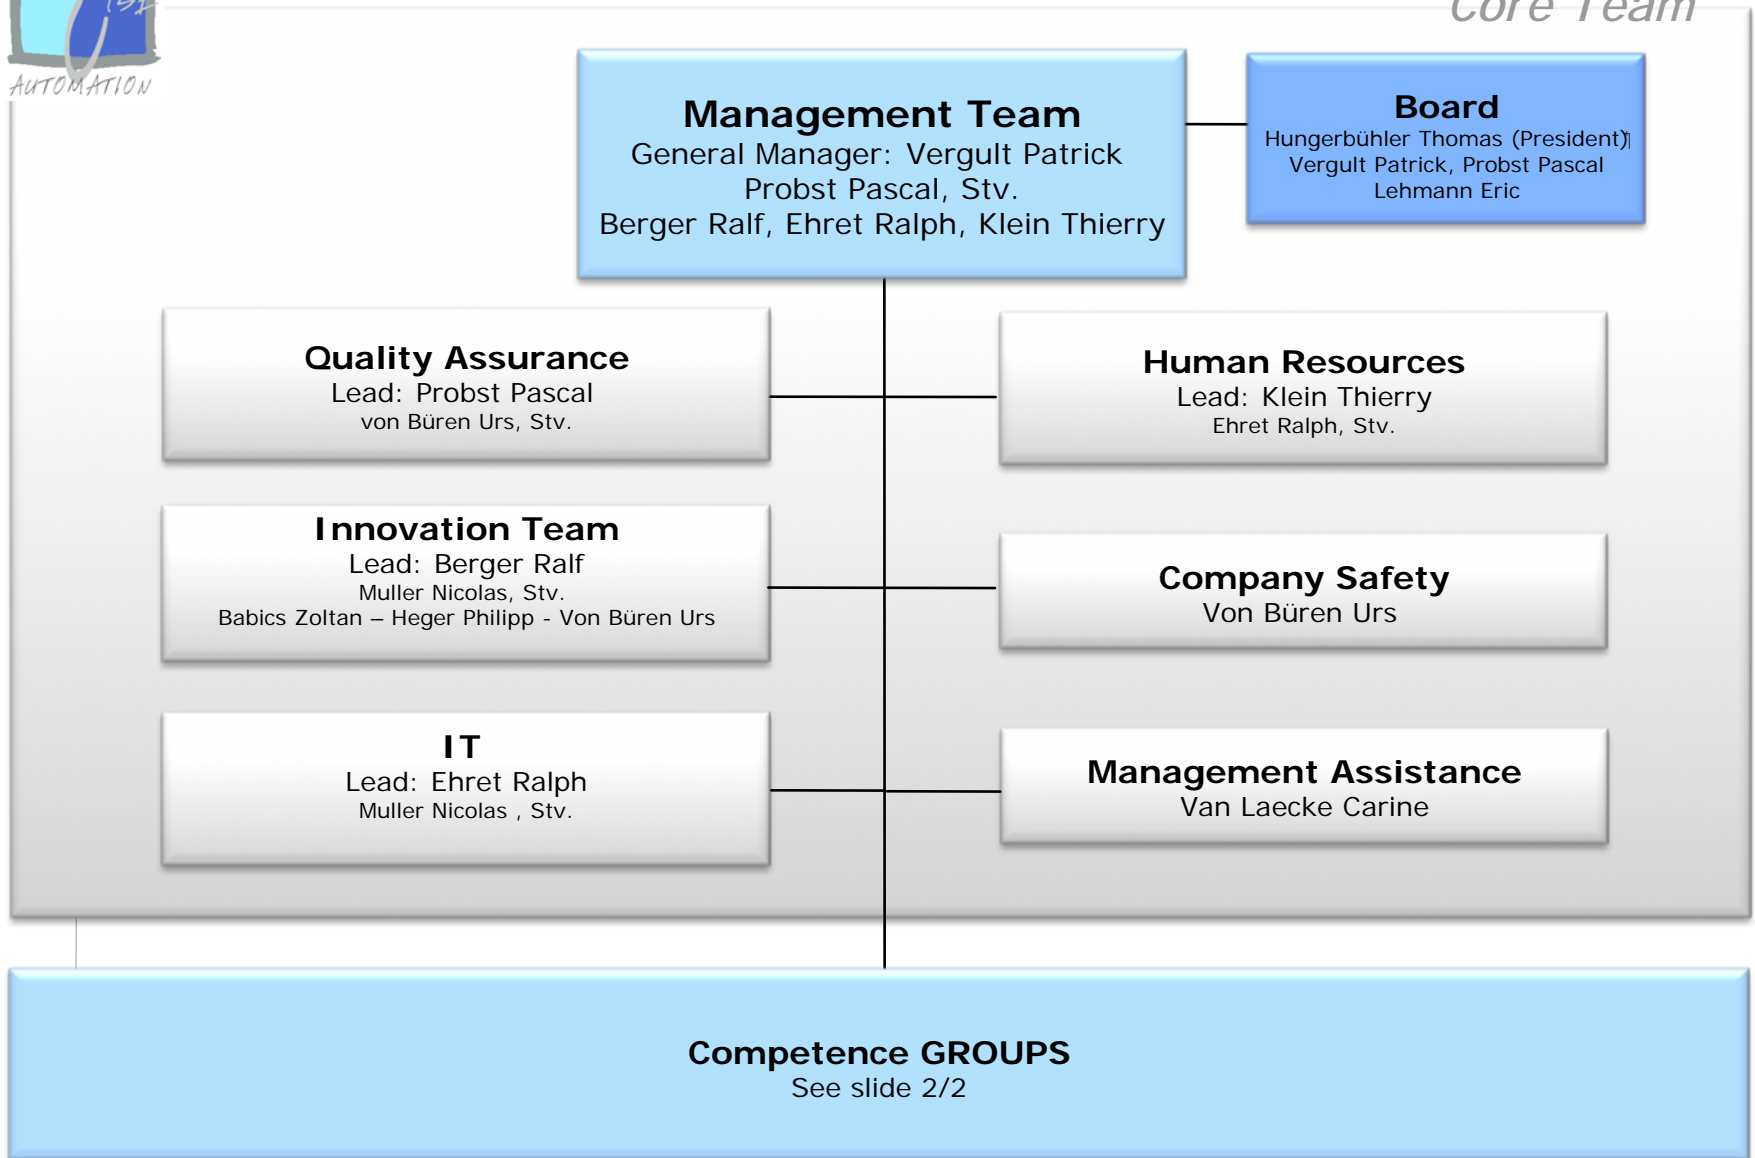 Core Team
AUTOMATION
Management Team
General Manager: Vergult Patrick
Probst Pascal, Stv.
Berger Ralf, Ehret Ralph, Klein Thierry
Board
Hungerbühler Thomas (President)
Vergult Patrick, Probst Pascal
Lehmann Eric
Quality Assurance
Lead: Probst Pascal
von Büren Urs, Stv.
Human Resources
Lead: Klein Thierry
Ehret Ralph, Stv.
Innovation Team
Lead: Berger Ralf
Muller Nicolas, Stv.
Babics Zoltan – Heger Philipp - Von Büren Urs
Company Safety
Von Büren Urs
IT
Lead: Ehret Ralph
Muller Nicolas , Stv.
Management Assistance
Van Laecke Carine
Competence GROUPS
See slide 2/2